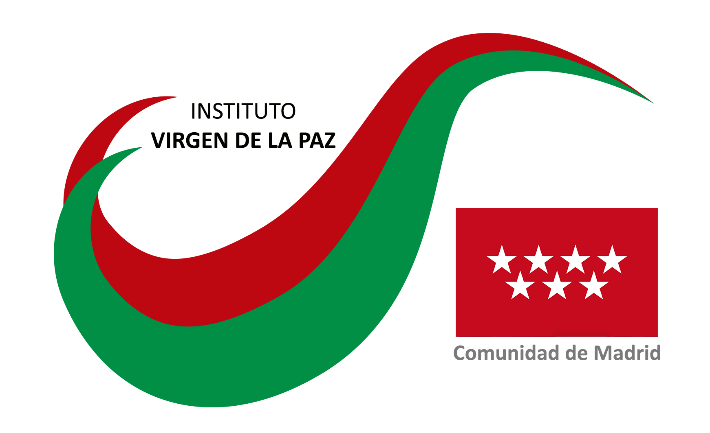 INSTITUTO
VIRGEN DE LA PAZ
Comunidad de Madrid